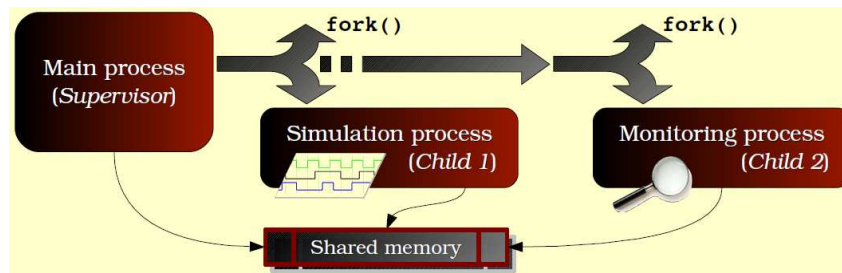 fork()
fork()
Main process
(Supervisor)
Simulation process
(Child 1)
Monitoring process
(Child 2)
Shared memory